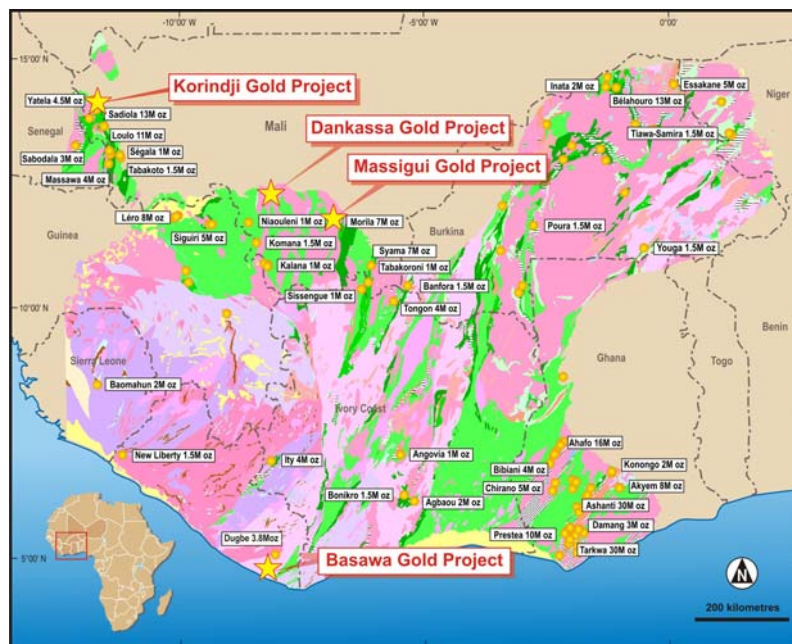 -10°00' W
-5°00' W
0°00'
15°00' N
Korindji Gold Project
Yatela 4.5M oz
Sadiola 13M oz
Loulo 11M oz
Senegal
Ségala 1M oz
Sabodala 3M oz
Tabakoto 1.5M oz
Massawa 4M oz
Mali
Dankassa Gold Project
Massigui Gold Project
Inata 2M oz
Essakane 5M oz
Bélahouro 13M oz
Niger
Tiawa-Samira 1.5M oz
Léro 8M oz
Niaouleni 1M oz
Morila 7M oz
Guinea
Siguiri 5M oz
Komana 1.5M oz
Burkina
Poura 1.5M oz
Youga 1.5M oz
Kalana 1M oz
Syama 7M oz
Tabakoroni 1M oz
Sissengue 1M oz
Banfora 1.5M oz
Tongon 4M oz
10°00' N
Benin
Sierra Leone
Ghana
Togo
Baomahun 2M oz
Ivory Coast
New Liberty 1.5M oz
Ity 4M oz
Angovia 1M oz
Ahafo 16M oz
Bibiani 4M oz
Konongo 2M oz
Chirano 5M oz
Akyem 8M oz
Bonikro 1.5M oz
Agbaou 2M oz
Ashanti 30M oz
Prestea 10M oz
Damang 3M oz
Tarkwa 30M oz
Dugbe 3.8Moz
5°00' N
Basawa Gold Project
N
200 kilometres